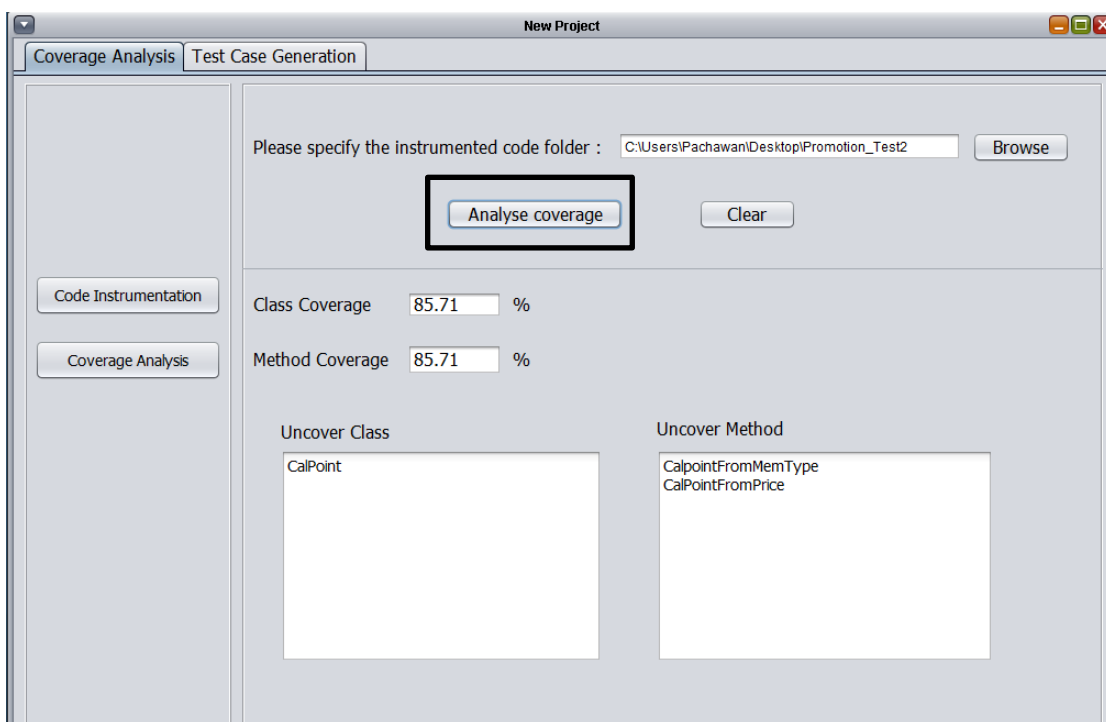 New Project
Coverage Analysis
Test Case Generation
Please specify the instrumented code folder :
C:\Users\Pachawan\Desktop\Promotion_Test2
Browse
Analyse coverage
Clear
Code Instrumentation
Coverage Analysis
Class Coverage 85.71 %
Method Coverage 85.71 %
Uncover Class
CalPoint
Uncover Method
CalpointFromMemType
CalPointFromPrice